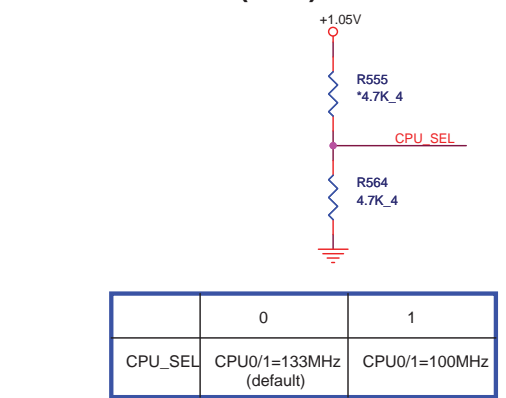 +1.05V
R555
*4.7K_4
CPU_SEL
R564
4.7K_4
0 1
CPU_SEL CPU0/1=133MHz CPU0/1=100MHz
(default)